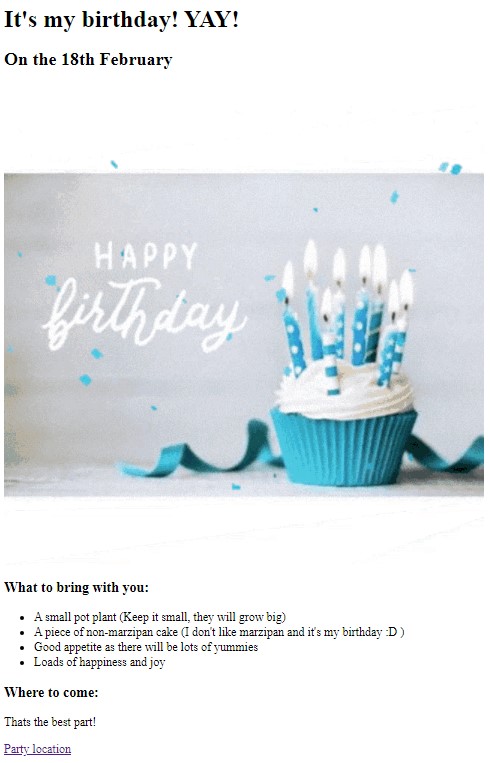 It's my birthday! YAY!
On the 18th February
HAPPY
birthday
What to bring with you:
A small pot plant (Keep it small, they will grow big)
A piece of non-marzipan cake (I don't like marzipan and it's my birthday :D )
Good appetite as there will be lots of yummies
Loads of happiness and joy
Where to come:
Thats the best part!
Party location